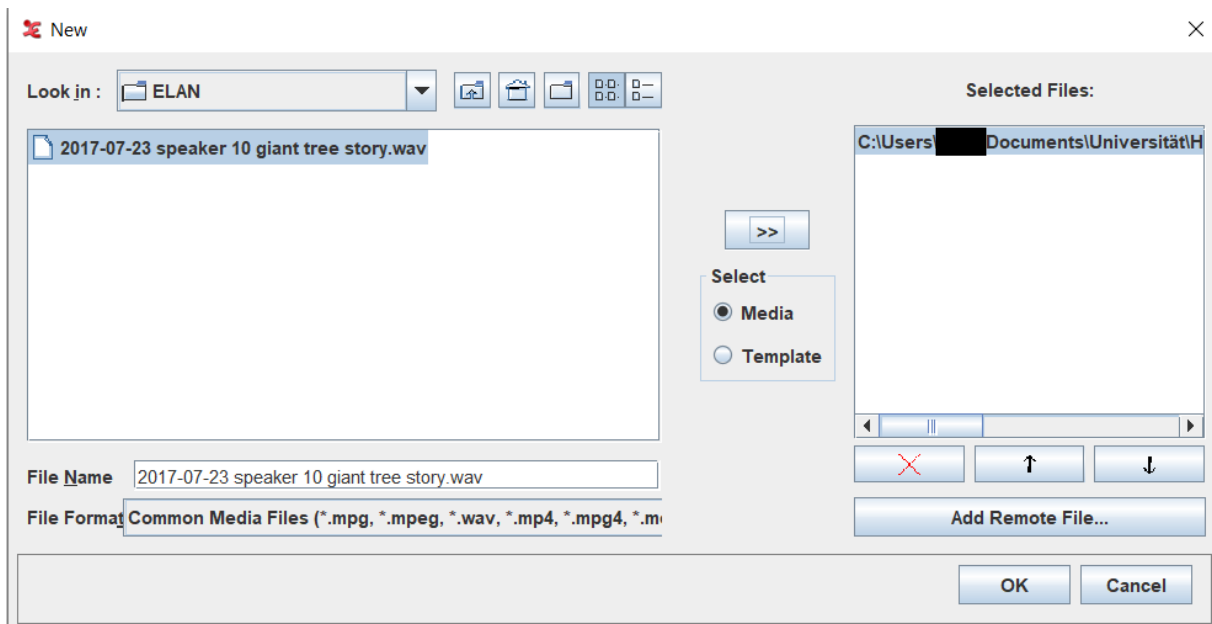 New
Look in : ELAN
Selected Files:
2017-07-23 speaker 10 giant tree story.wav
C:\Users\ Documents\Universität\H
>>
Select
Media
Template
File Name 2017-07-23 speaker 10 giant tree story.wav
File Format Common Media Files (*.mpg, *.mpeg, *.wav, *.mp4, *.mpg4, *.m
Add Remote File...
OK Cancel